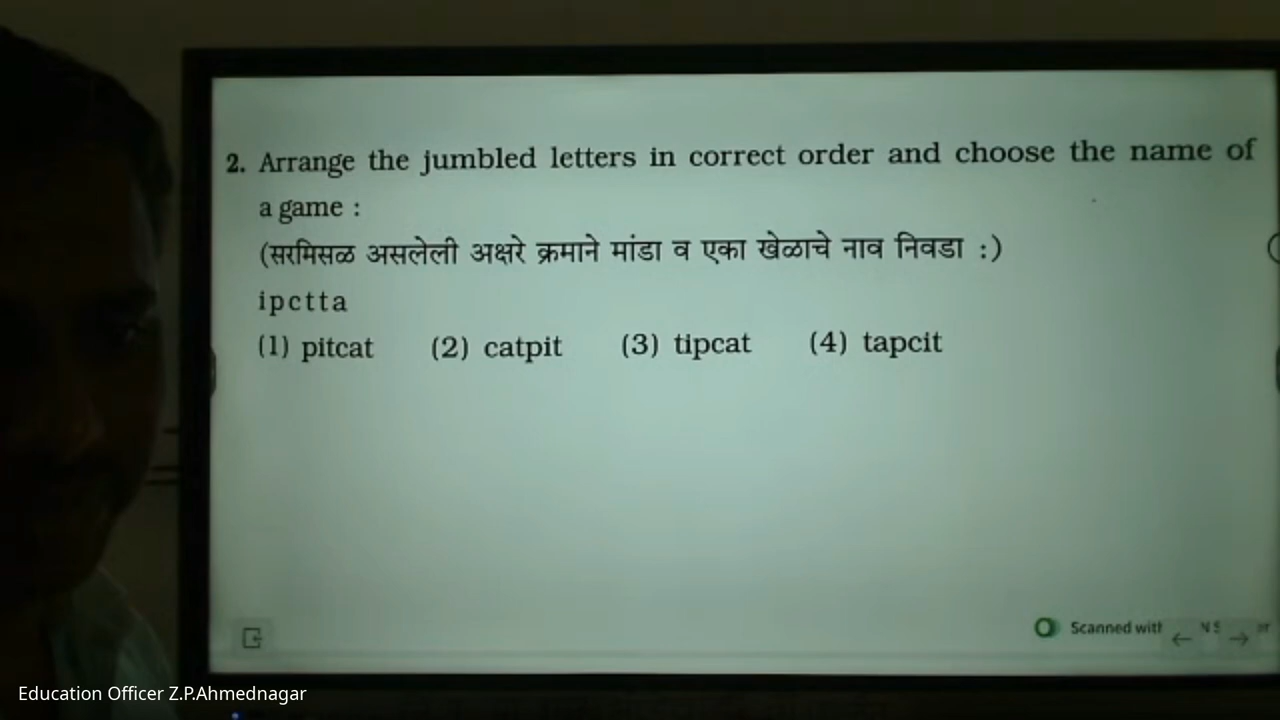 2. Arrange the jumbled letters in correct order and choose the name of
a game :
(सरमिसळ असलेली अक्षरे क्रमाने मांडा व एका खेळाचे नाव निवडा :)
ipctta
(1) pitcat (2) catpit (3) tipcat (4) tapcit
Scanned with
Education Officer Z.P.Ahmednagar